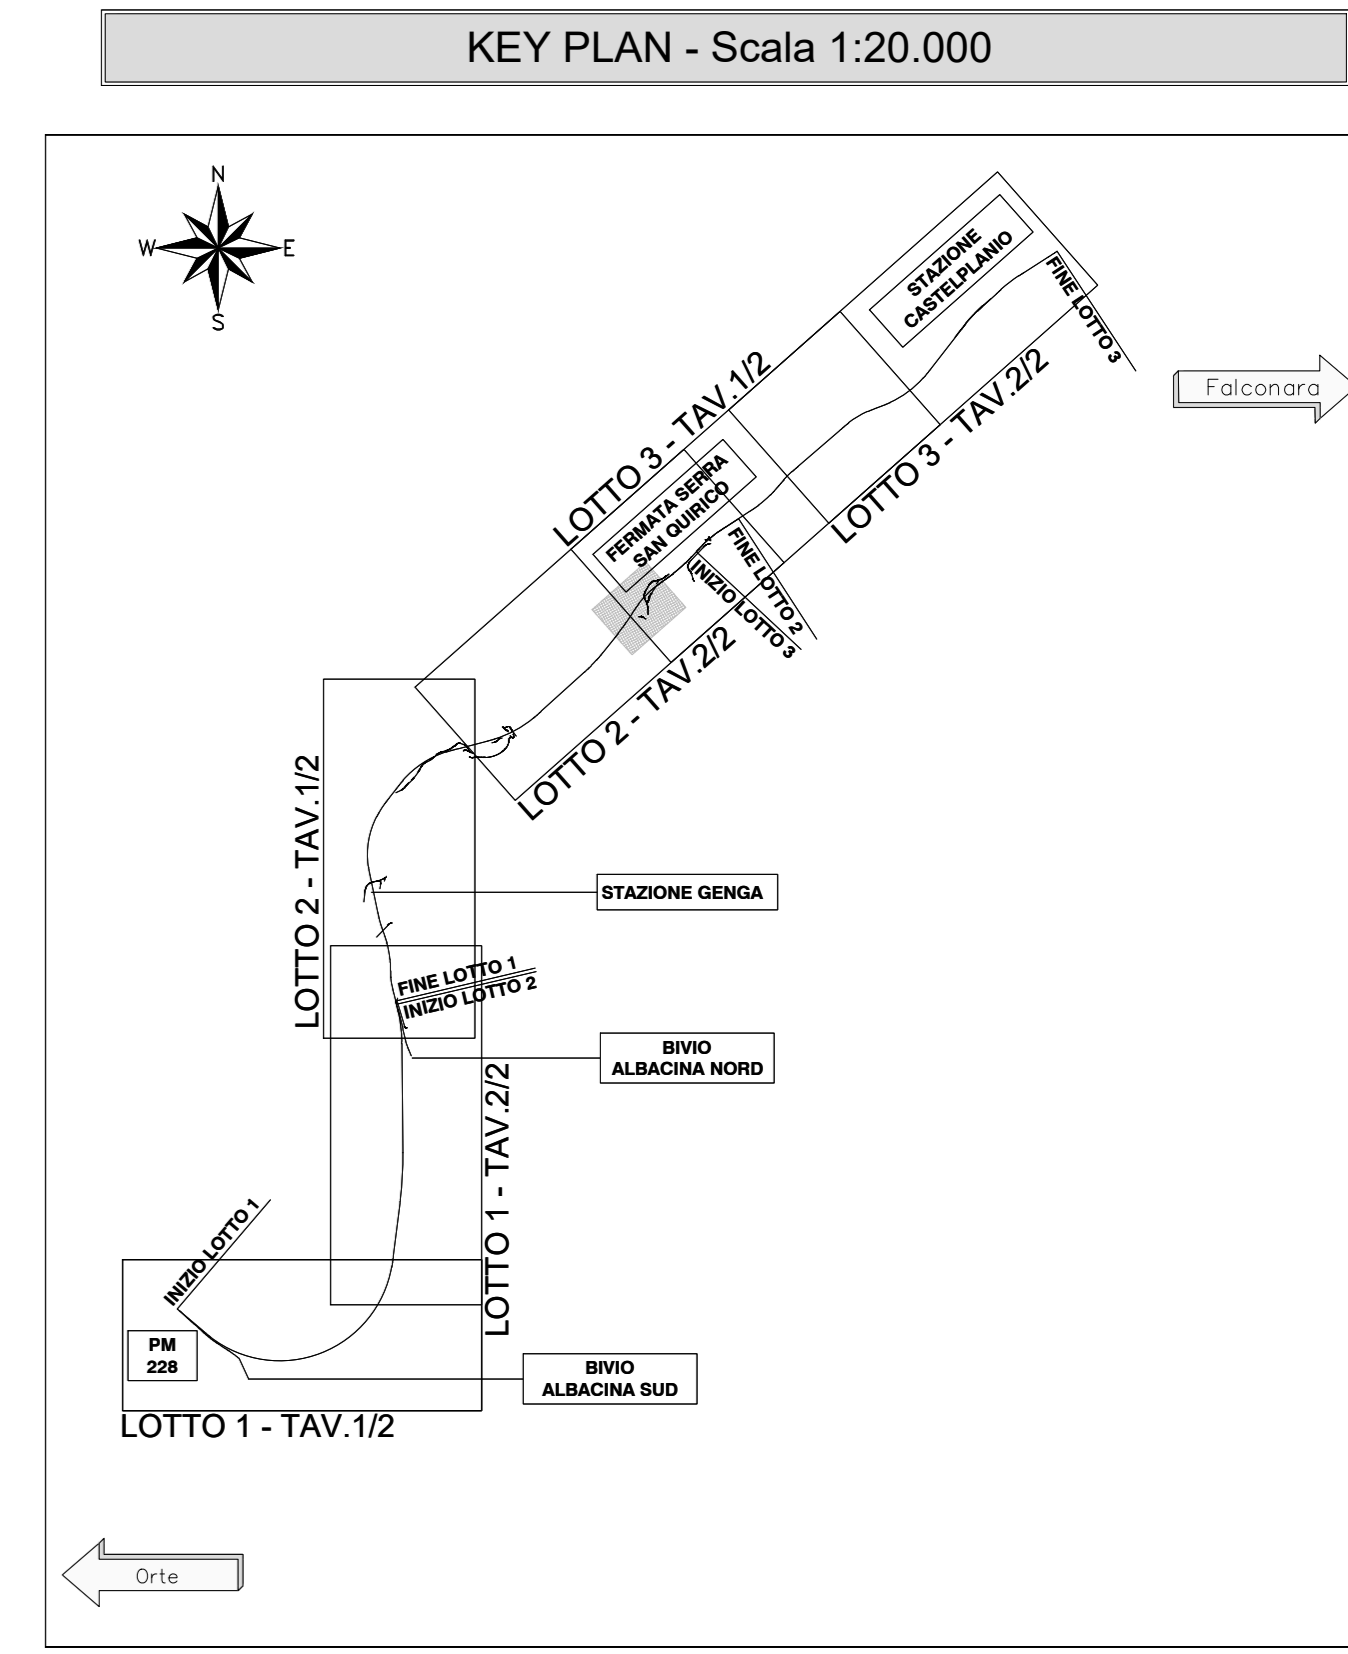 KEY PLAN - Scala 1:20.000
N
W
E
S
STAZIONE
CASTELPLANIO
FINE LOTTO 3
Falconara
LOTTO 3 - TAV.1/2
LOTTO 3 - TAV.2/2
FERMATA SERRA
SAN QUIRICO
FINE LOTTO 2
INIZIO LOTTO 3
LOTTO 2 - TAV.2/2
LOTTO 2 - TAV.1/2
STAZIONE GENGA
FINE LOTTO 1
INIZIO LOTTO 2
BIVIO
ALBACINA NORD
LOTTO 1 - TAV.2/2
INIZIO LOTTO 1
PM
228
BIVIO
ALBACINA SUD
LOTTO 1 - TAV.1/2
Orte